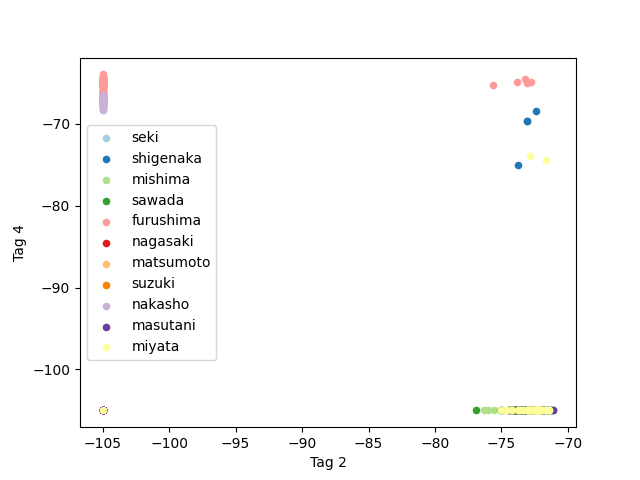 −70
−80
−90
−100
Tag 4
seki
shigenaka
mishima
sawada
furushima
nagasaki
matsumoto
suzuki
nakasho
masutani
miyata
−105 −100 −95 −90 −85 −80 −75 −70
Tag 2